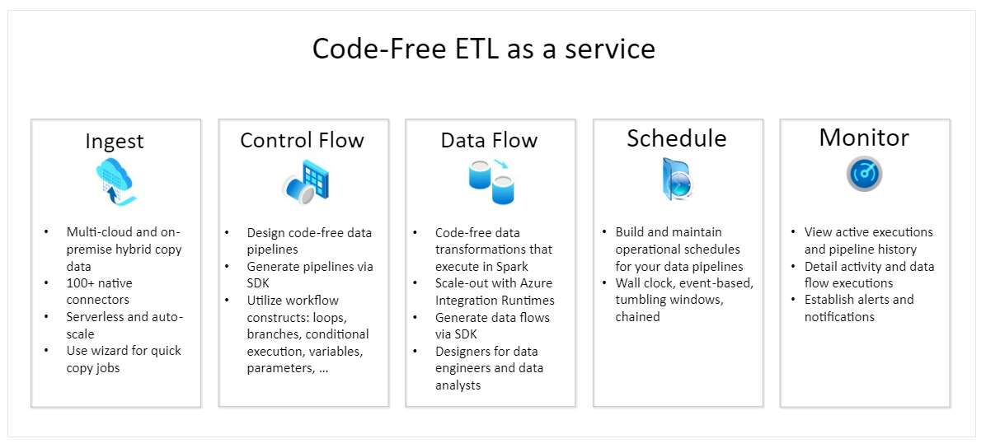 Code-Free ETL as a service
Ingest
• Multi-cloud and on-
premise hybrid copy
data
• 100+ native
connectors
• Serverless and auto-
scale
• Use wizard for quick
copy jobs
Control Flow
• Design code-free data
pipelines
• Generate pipelines via
SDK
• Utilize workflow
constructs: loops,
branches, conditional
execution, variables,
parameters, ...
Data Flow
• Code-free data
transformations that
execute in Spark
• Scale-out with Azure
Integration Runtimes
• Generate data flows
via SDK
• Designers for data
engineers and data
analysts
Schedule
• Build and maintain
operational schedules
for your data pipelines
• Wall clock, event-based,
tumbling windows,
chained
Monitor
• View active executions
and pipeline history
• Detail activity and data
flow executions
• Establish alerts and
notifications